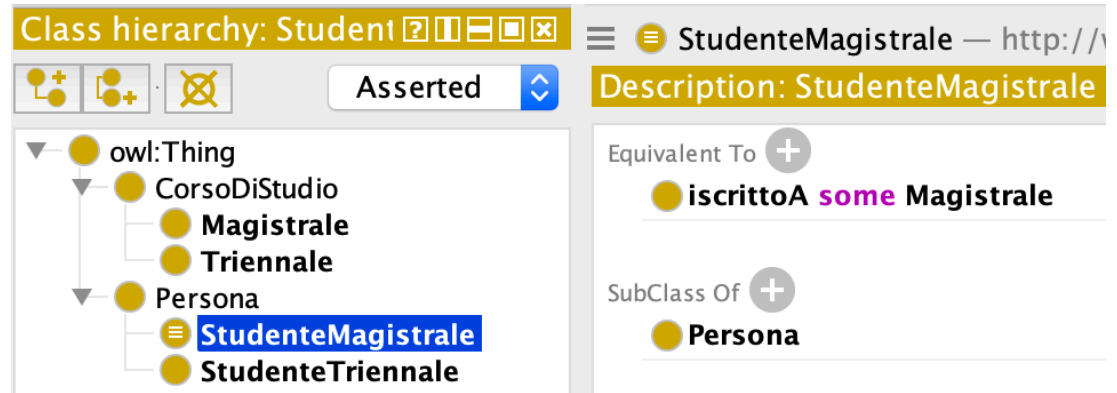 Class hierarchy: Student
Asserted
owl:Thing
CorsoDiStudio
Magistrale
Triennale
Persona
StudenteMagistrale
StudenteTriennale
StudenteMagistrale — http://
Description: StudenteMagistrale
Equivalent To
iscrittoA some Magistrale
SubClass Of
Persona